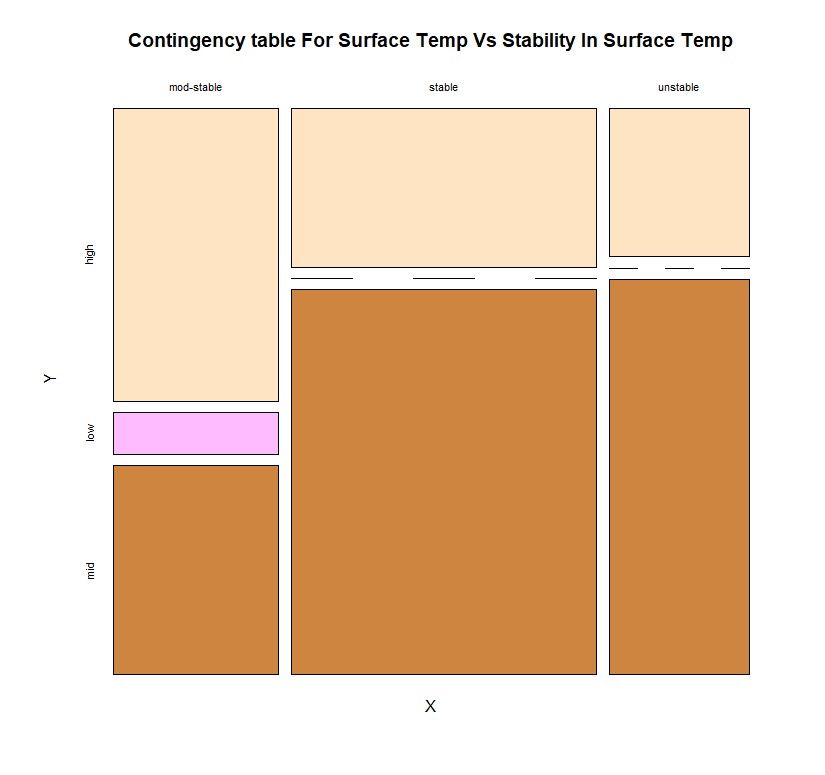 Contingency table For Surface Temp Vs Stability In Surface Temp
mod-stable
stable
unstable
high
low
mid
Y
X